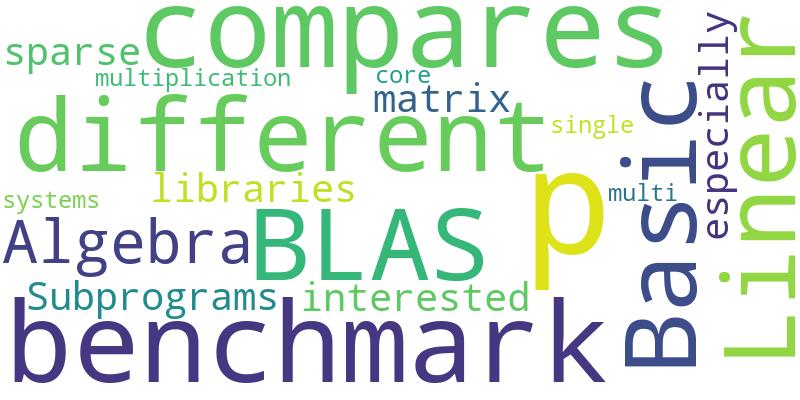 compares
sparse
multiplication
core
matrix
different
single
libraries
p
multi
systems
Algebra
BLAS
Subprograms
interested
benchmark
Basic
especially
Linear